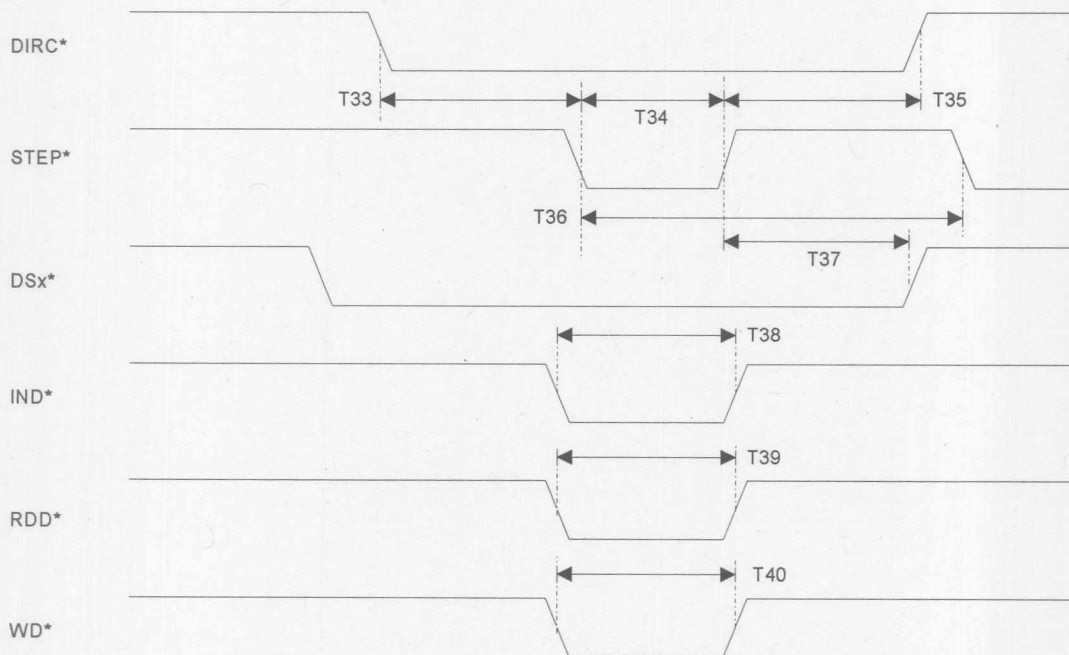 DIRC*
T33
T34
T35
STEP*
T36
T37
DSx*
T38
IND*
T39
RDD*
T40
WD*